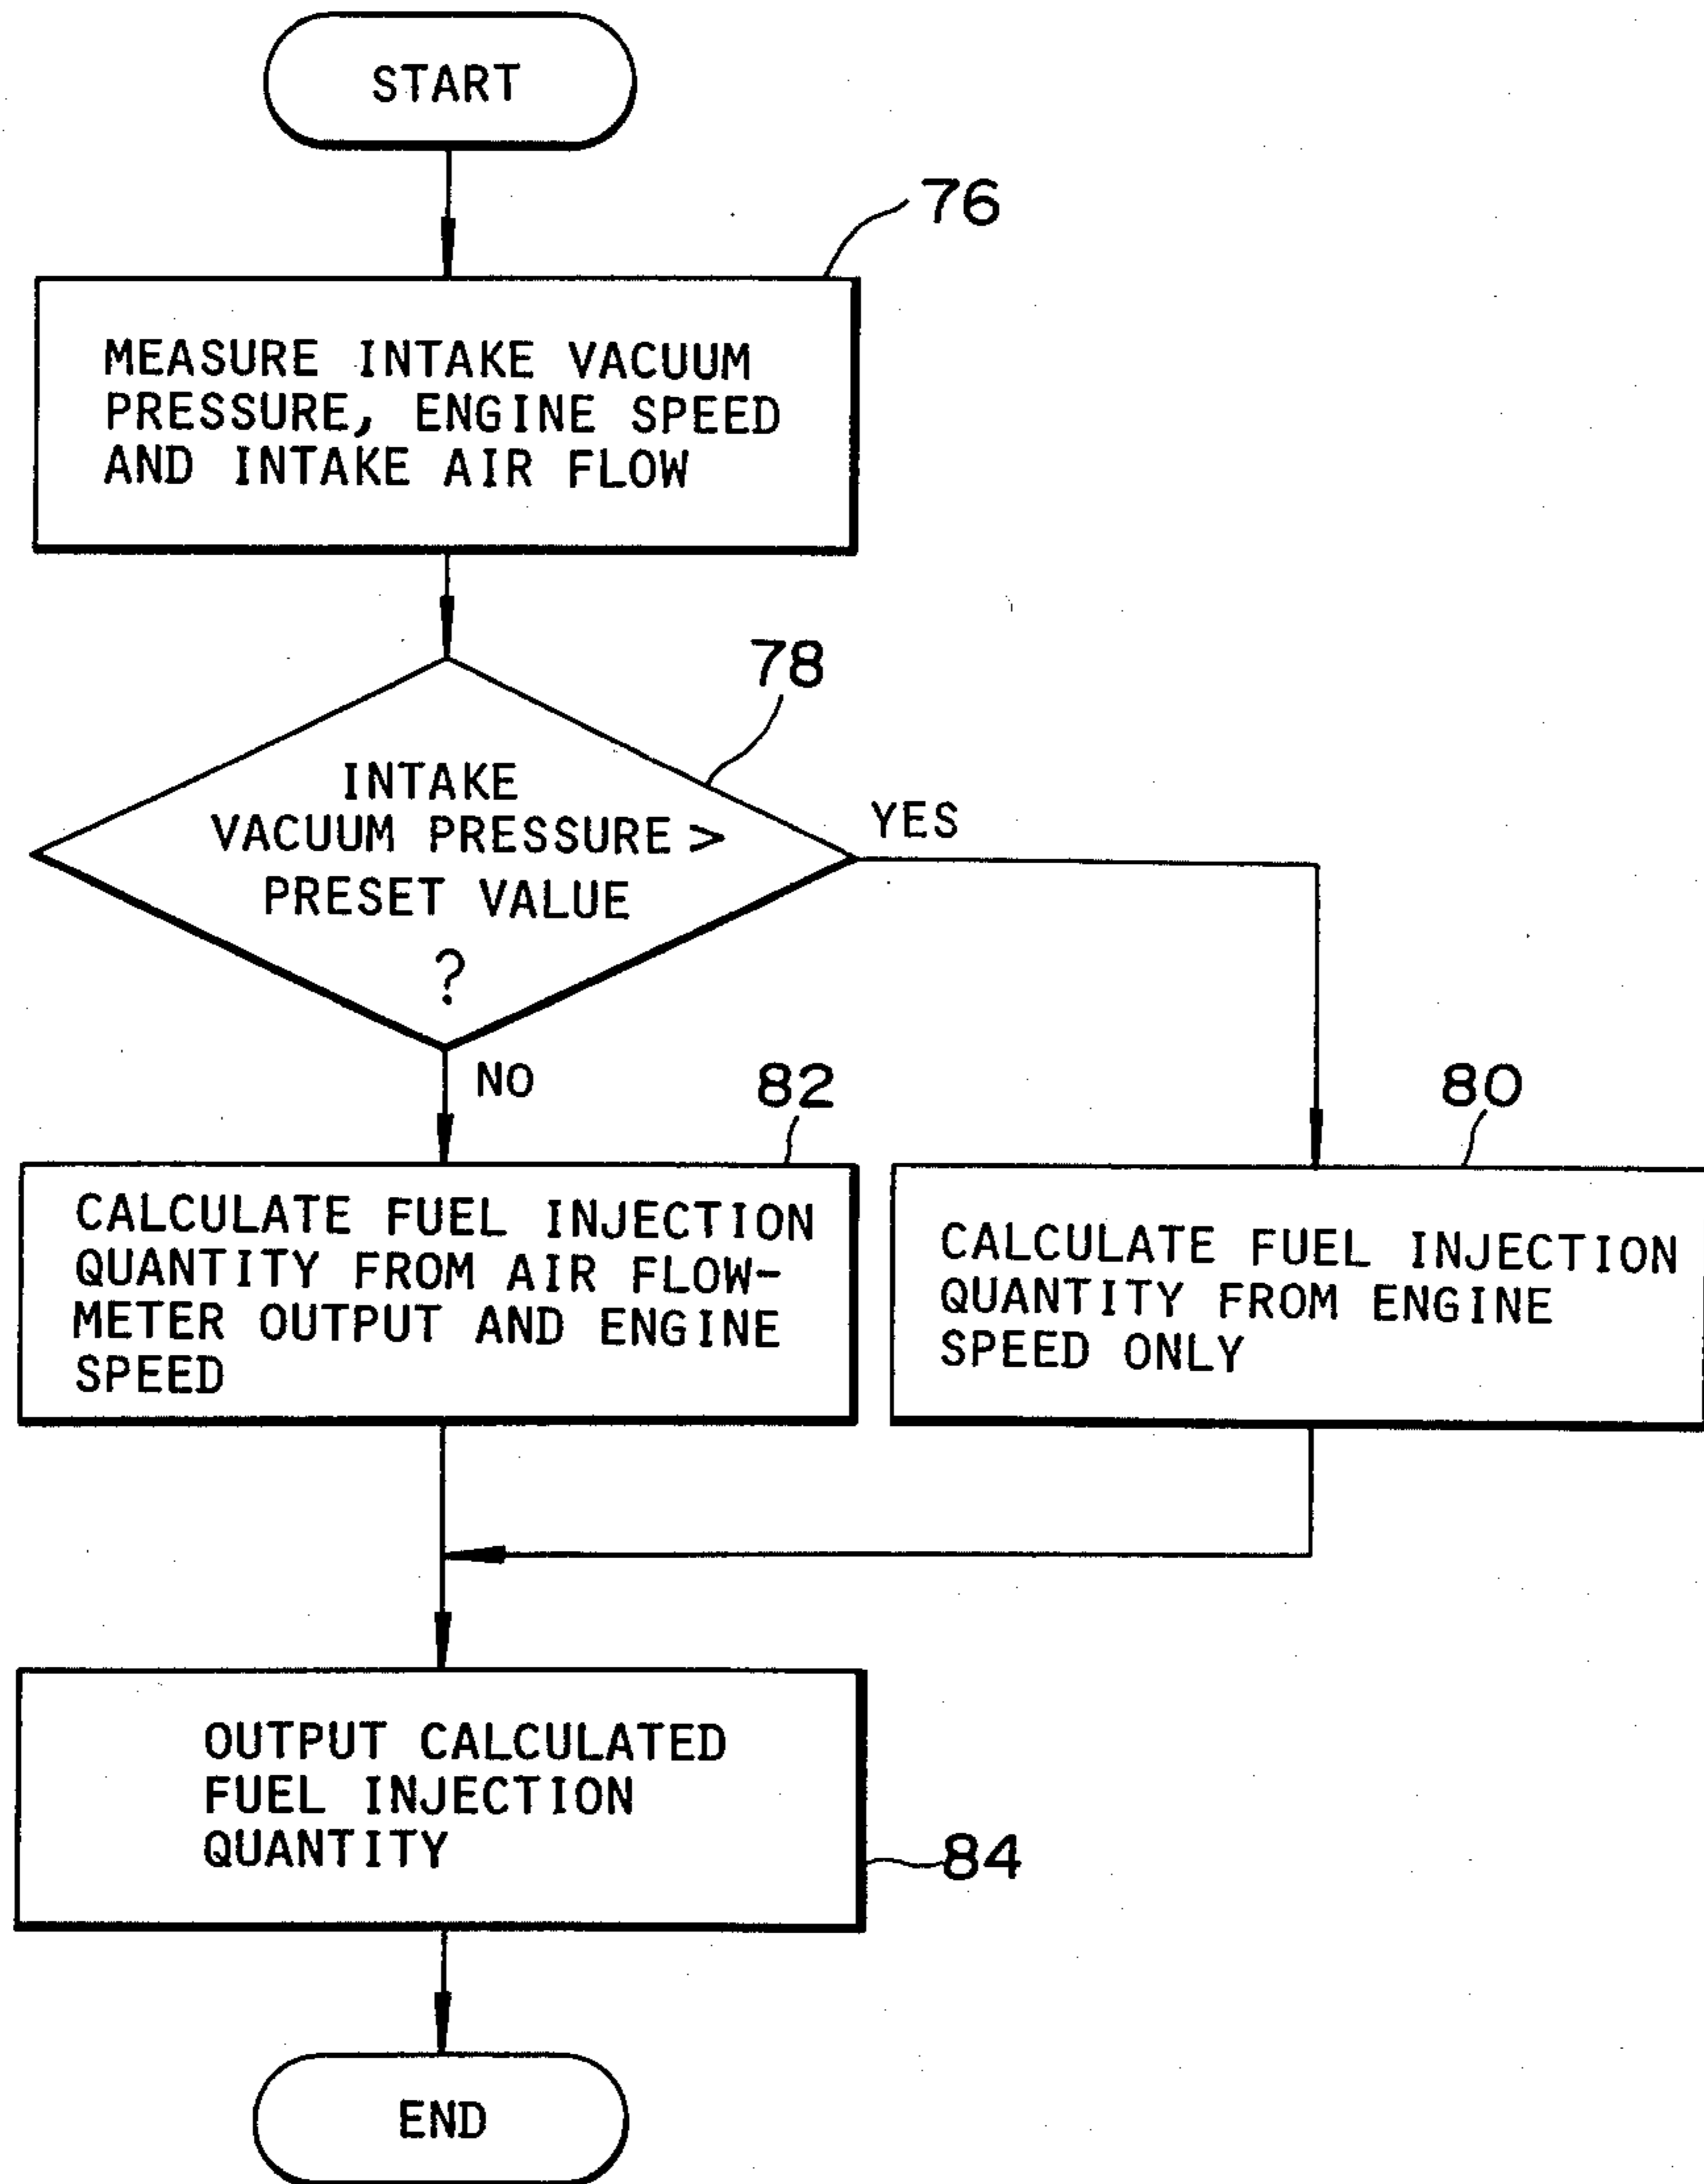 START
76
MEASURE INTAKE VACUUM
PRESSURE, ENGINE SPEED
AND INTAKE AIR FLOW
78
INTAKE
VACUUM PRESSURE >
PRESET VALUE
?
YES
NO
82
CALCULATE FUEL INJECTION
QUANTITY FROM AIR FLOW-
METER OUTPUT AND ENGINE
SPEED
80
CALCULATE FUEL INJECTION
QUANTITY FROM ENGINE
SPEED ONLY
OUTPUT CALCULATED
FUEL INJECTION
QUANTITY
84
END